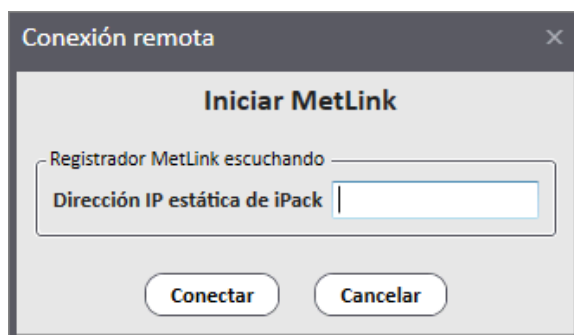 Conexión remota
Iniciar MetLink
Registrador MetLink escuchando
Dirección IP estática de iPack
Conectar Cancelar